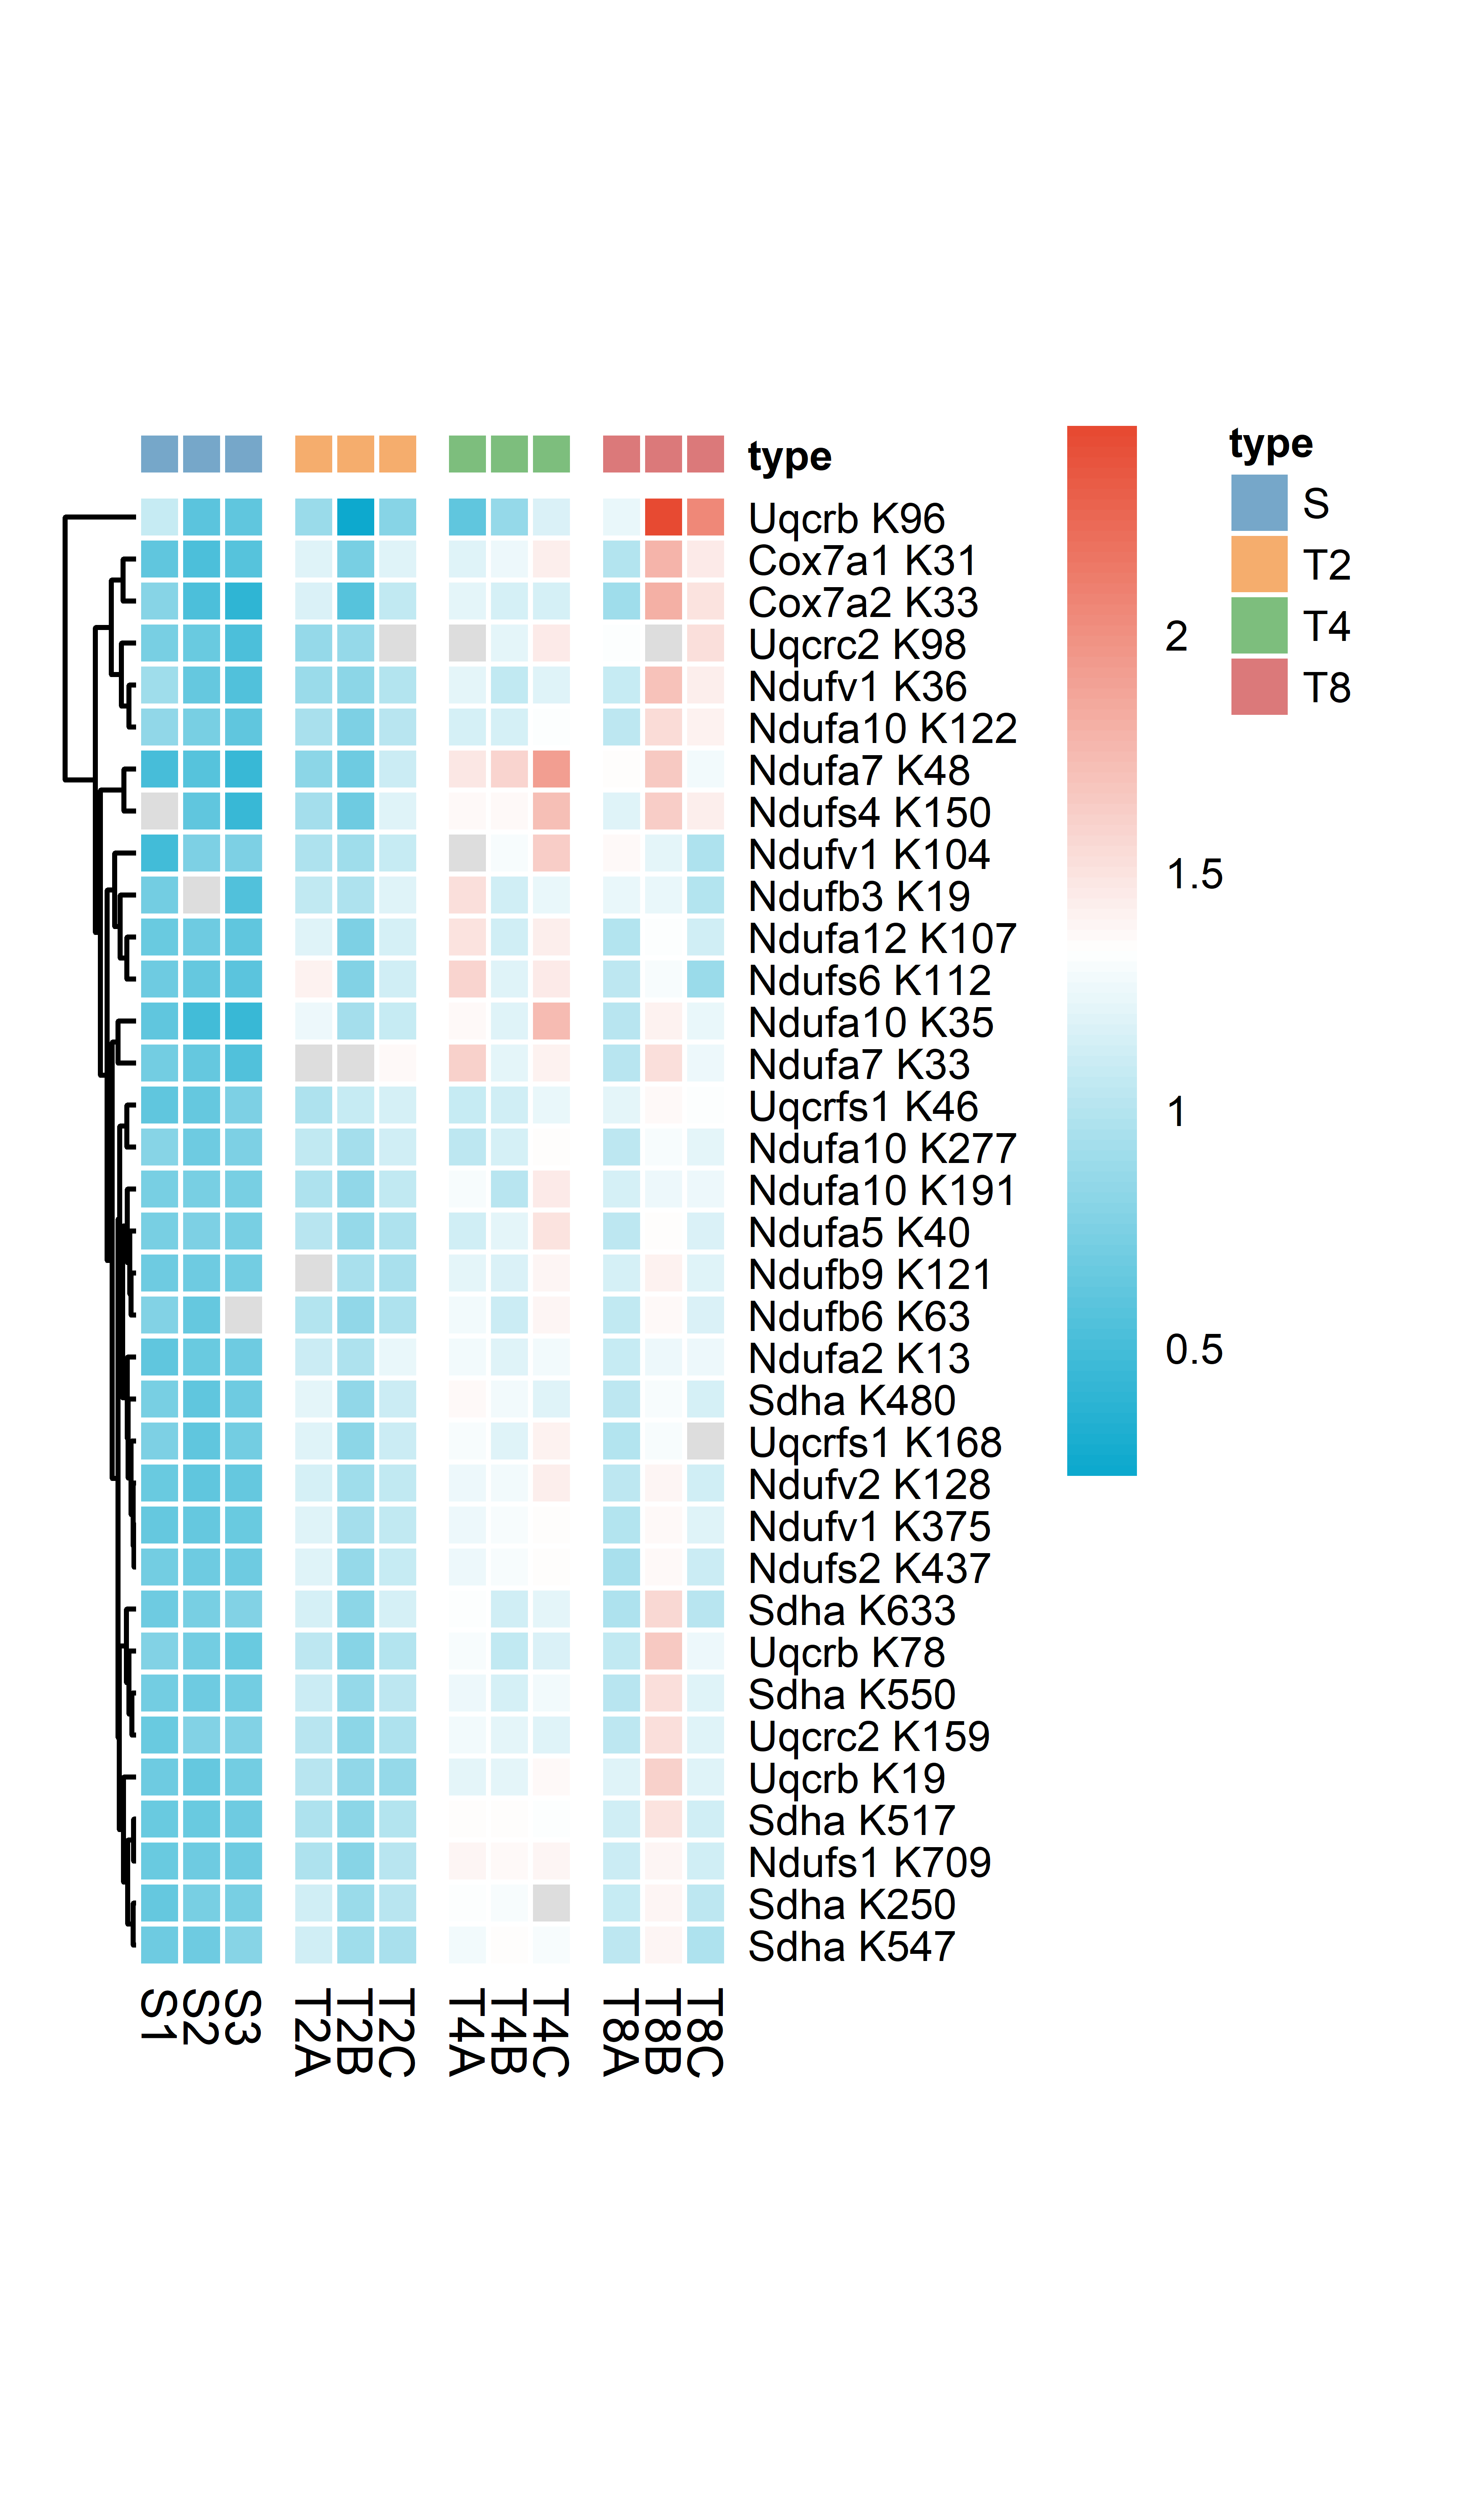 type
Uqcrb K96
Cox7a1 K31
Cox7a2 K33
Uqcrc2 K98
Ndufv1 K36
Ndufa10 K122
Ndufa7 K48
Ndufs4 K150
Ndufv1 K104
Ndufb3 K19
Ndufa12 K107
Ndufs6 K112
Ndufa10 K35
Ndufa7 K33
Uqcrfs1 K46
Ndufa10 K277
Ndufa10 K191
Ndufa5 K40
Ndufb9 K121
Ndufb6 K63
Ndufa2 K13
Sdha K480
Uqcrfs1 K168
Ndufv2 K128
Ndufv1 K375
Ndufs2 K437
Sdha K633
Uqcrb K78
Sdha K550
Uqcrc2 K159
Uqcrb K19
Sdha K517
Ndufs1 K709
Sdha K250
Sdha K547
S1
S2
S3
T2A
T2B
T2C
T4A
T4B
T4C
T8A
T8B
T8C
2
1.5
1
0.5
type
S
T2
T4
T8